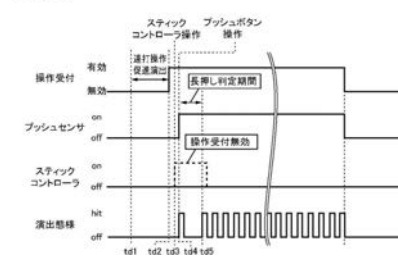 スティック
コントローラ操作
プッシュボタン
操作
連打操作
促進演出
操作受付
有効
無効
長押し判定期間
プッシュセンサ
on
off
操作受付無効
スティック
コントローラ
on
off
演出態様
hit
off
td1 td2 td3 td4 td5